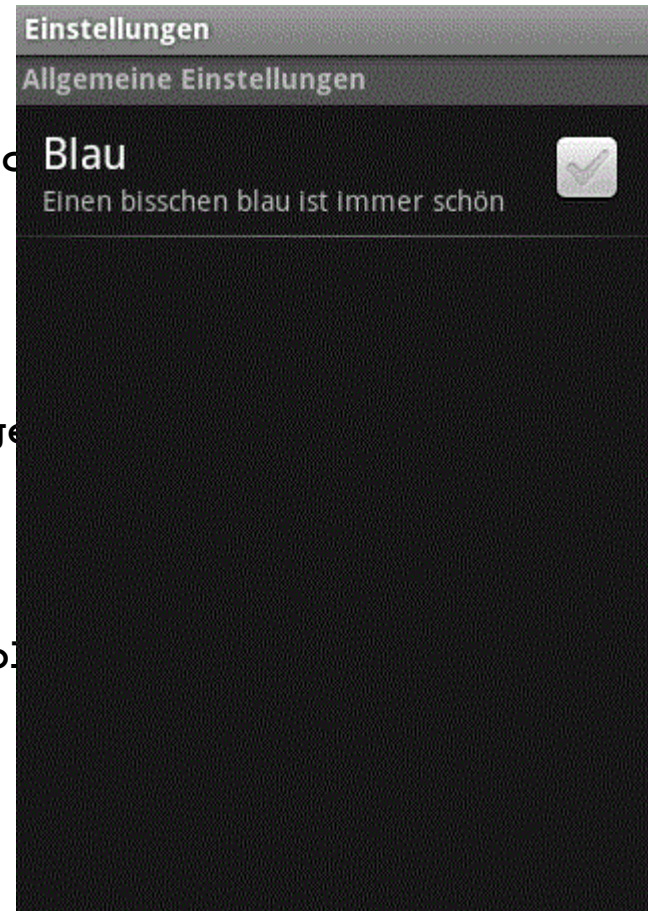 Einstellungen
Allgemeine Einstellungen
Blau
Einen bisschen blau ist immer schön